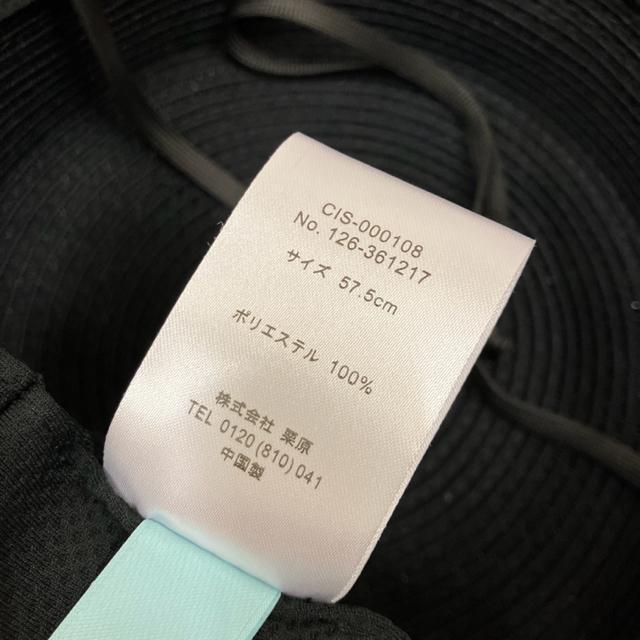 CIS-000108
No. 126-361217
サイズ 57.5cm
ポリエステル 100%
株式会社 栗原
TEL 0120(810)041
中国製